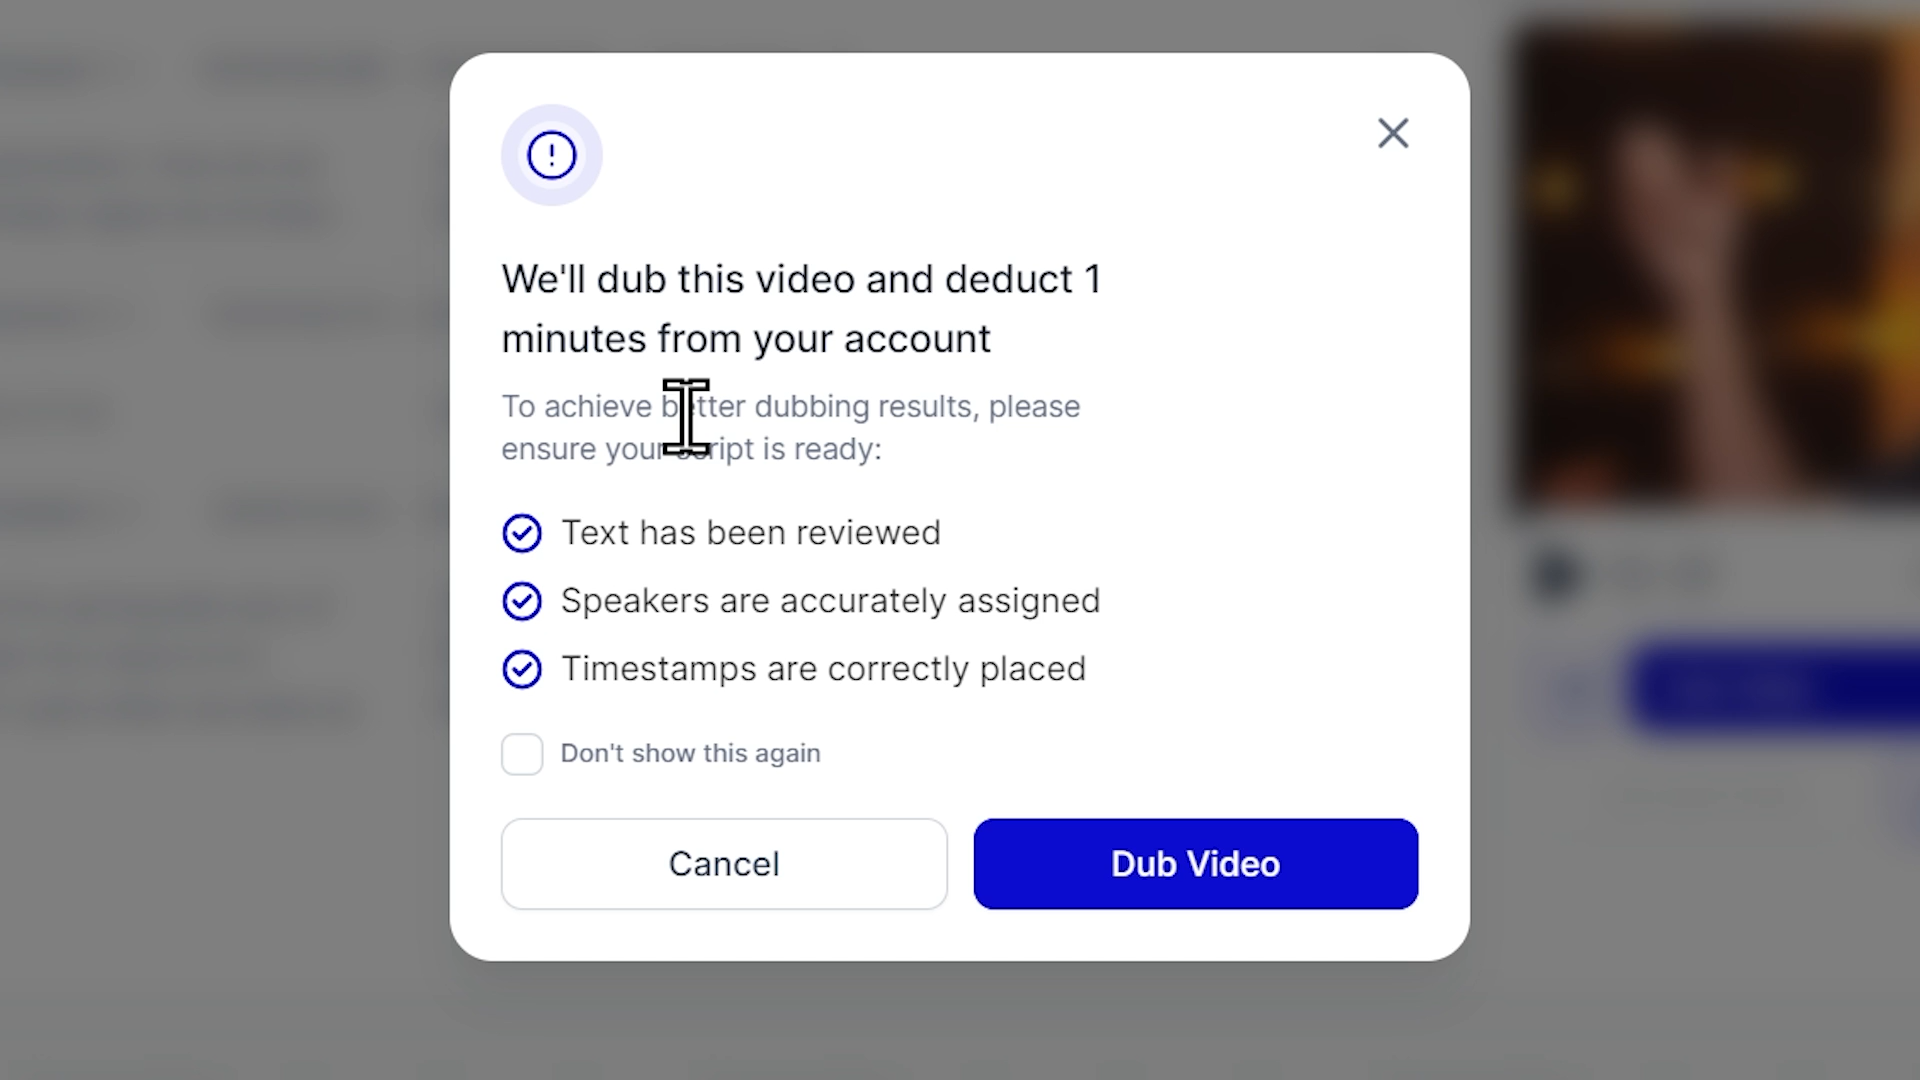 We'll dub this video and deduct 1
minutes from your account
To achieve better dubbing results, please
ensure your script is ready:
Text has been reviewed
Speakers are accurately assigned
Timestamps are correctly placed
Don't show this again
Cancel
Dub Video